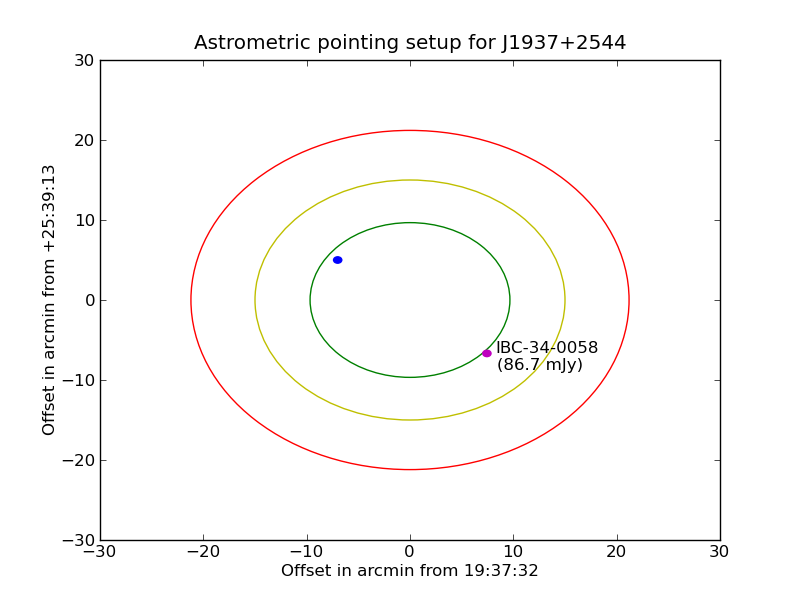 Astrometric pointing setup for J1937+2544
30
20
10
0
−10
−20
−30
Offset in arcmin from +25:39:13
IBC-34-0058
(86.7 mJy)
−30 −20 −10 0 10 20 30
Offset in arcmin from 19:37:32